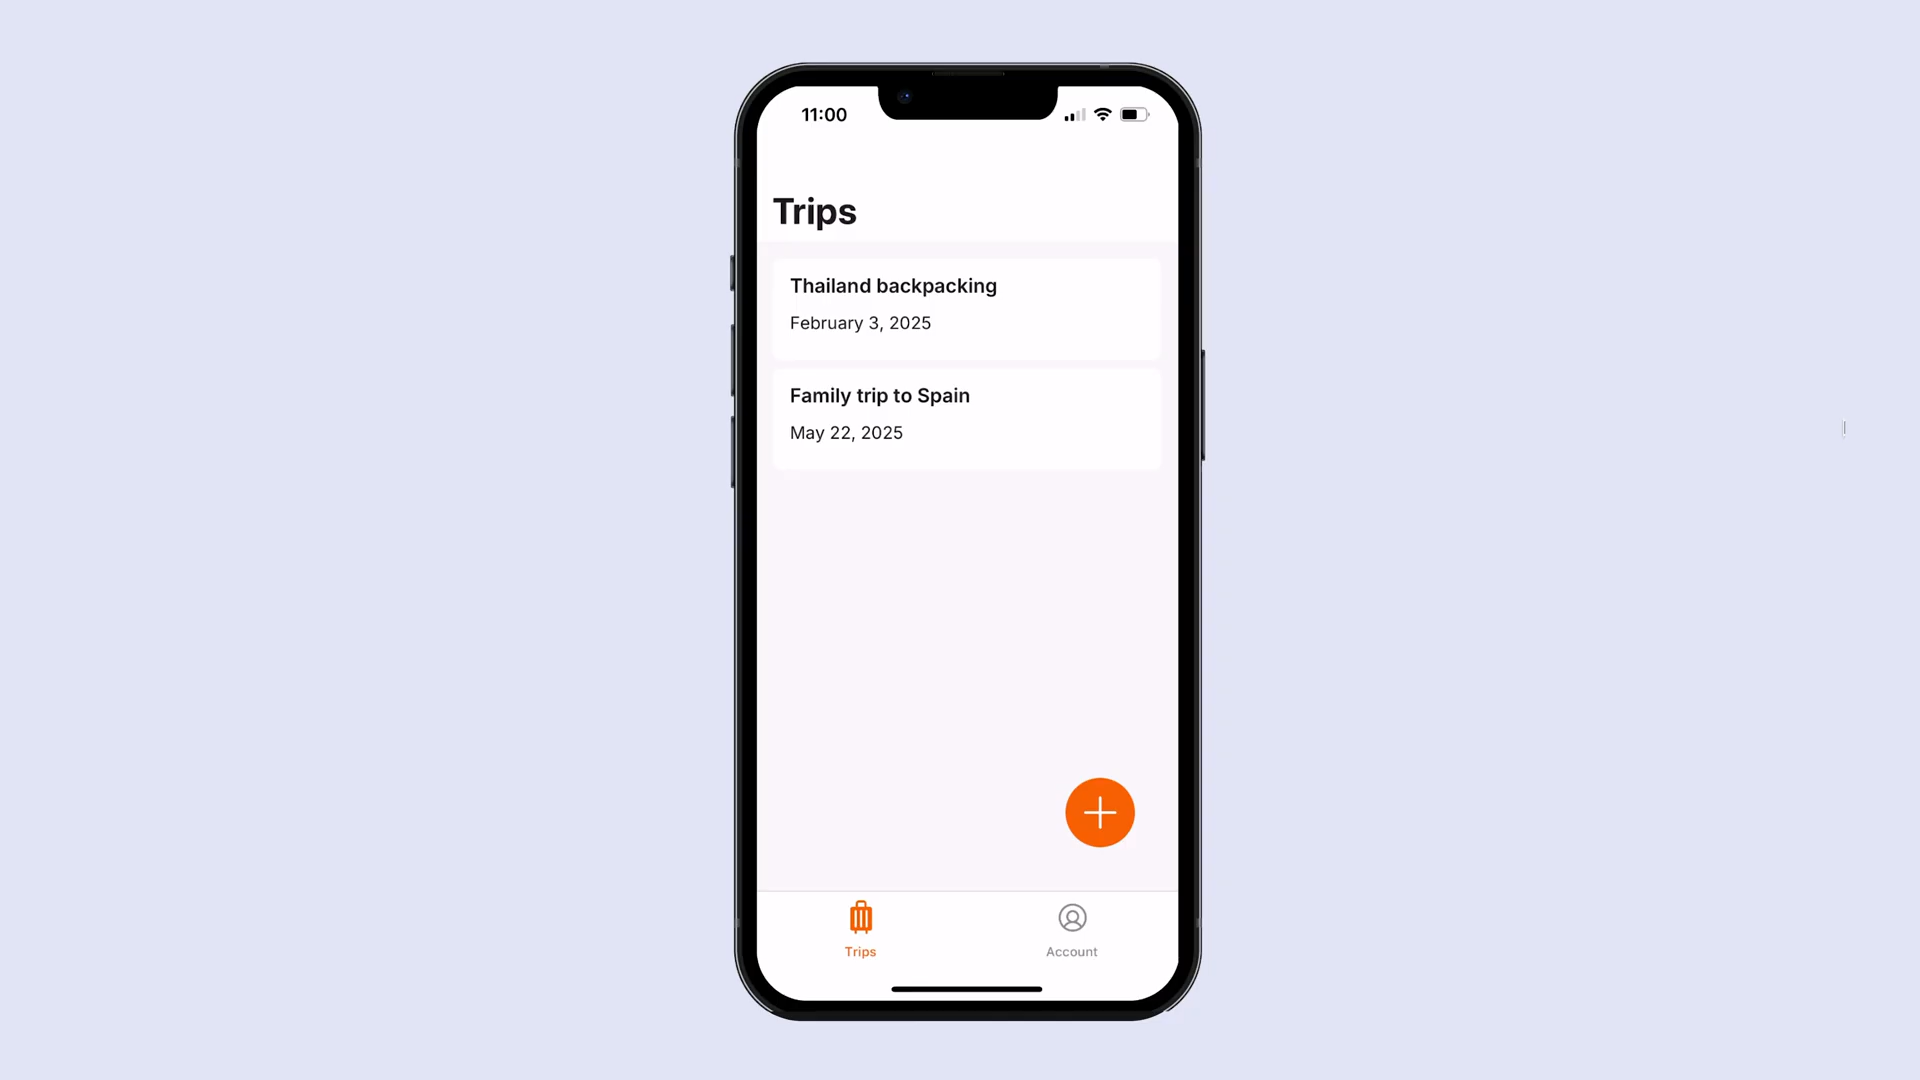 11:00
Trips
Thailand backpacking
February 3, 2025
Family trip to Spain
May 22, 2025
Trips
Account